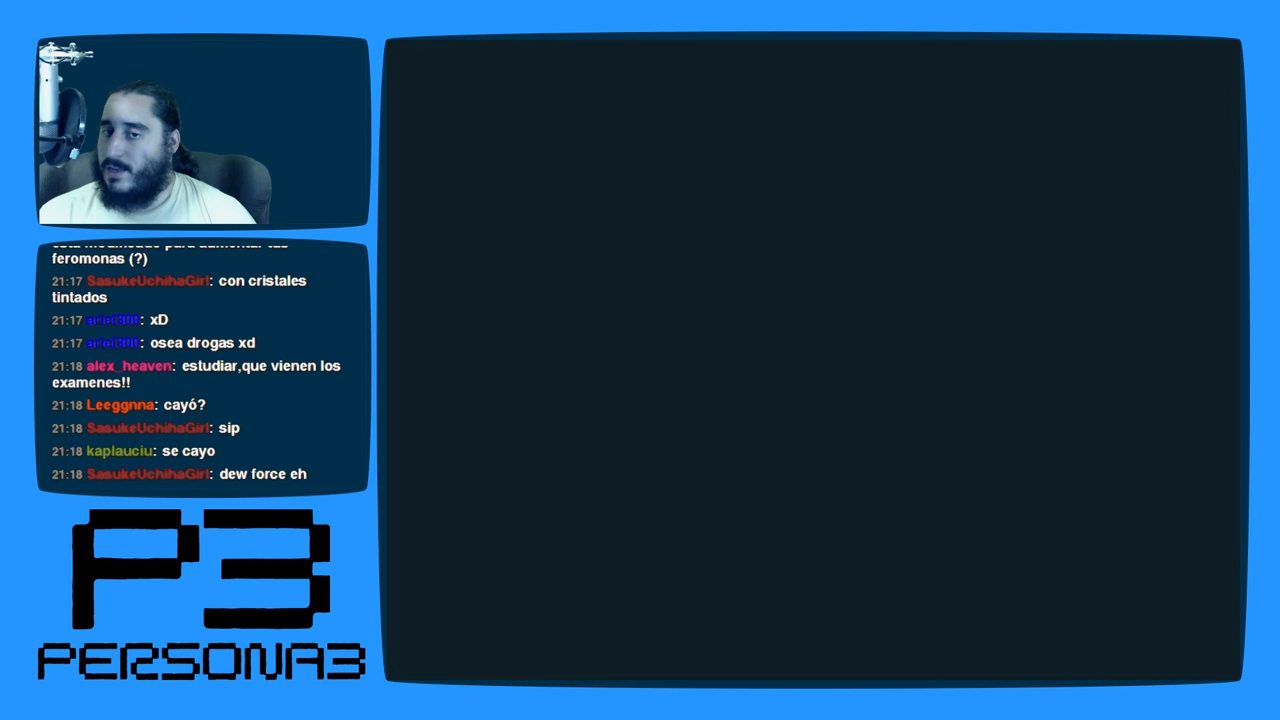 feromonas (?)
21:17 SasukeUchihaGirl: con cristales
tintados
21:17 ariel300: xD
21:17 ariel300: osea drogas xd
21:18 alex_heaven: estudiar,que vienen los
examenes!!
21:18 Leeggnna: cayó?
21:18 SasukeUchihaGirl: sip
21:18 kaplauciu: se cayo
21:18 SasukeUchihaGirl: dew force eh
P3
PERSONA3